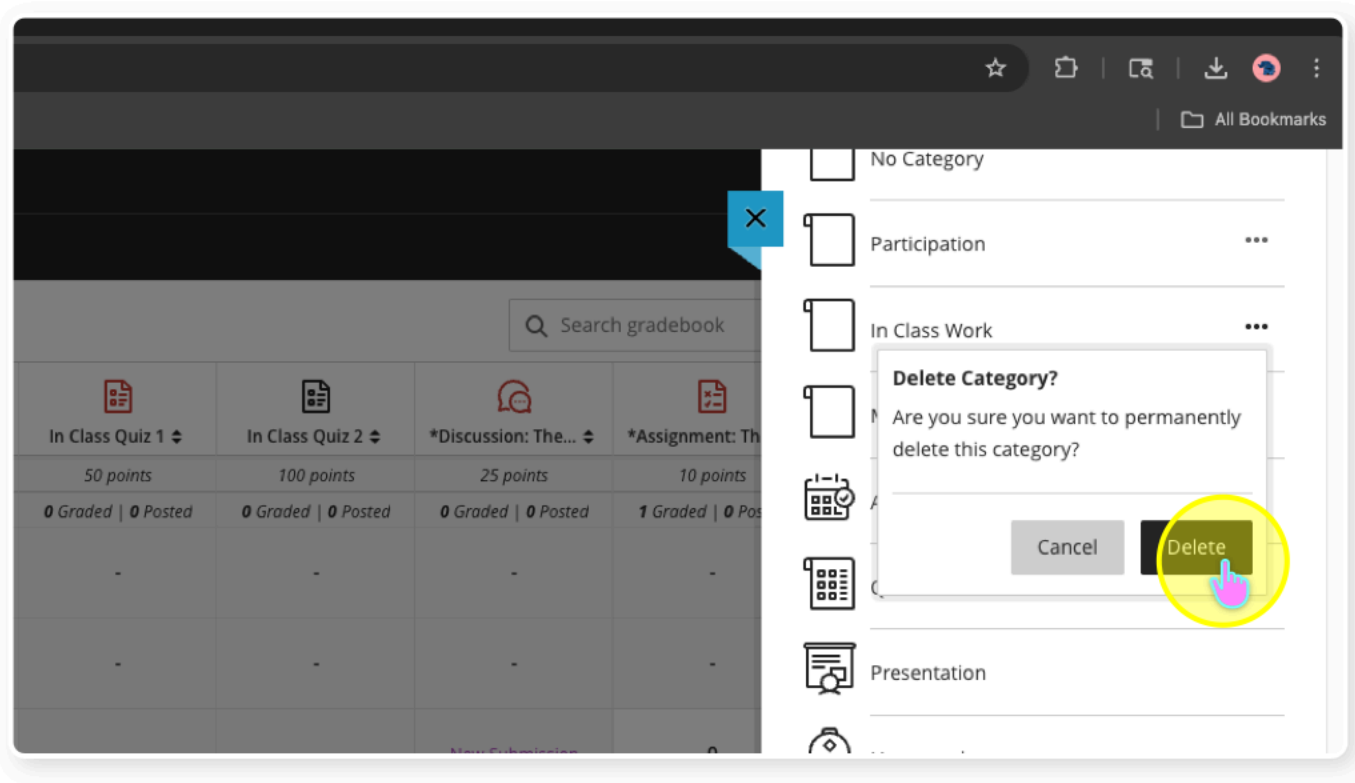 All Bookmarks
No Category
Participation
In Class Work
Search gradebook
Delete Category?
Are you sure you want to permanently
delete this category?
Cancel
Delete
In Class Quiz 1
In Class Quiz 2
*Discussion: The...
*Assignment: Th
50 points
100 points
25 points
10 points
0 Graded | 0 Posted
0 Graded | 0 Posted
0 Graded | 0 Posted
1 Graded | 0 Pos
-
-
-
-
-
-
-
-
Presentation
New Submission